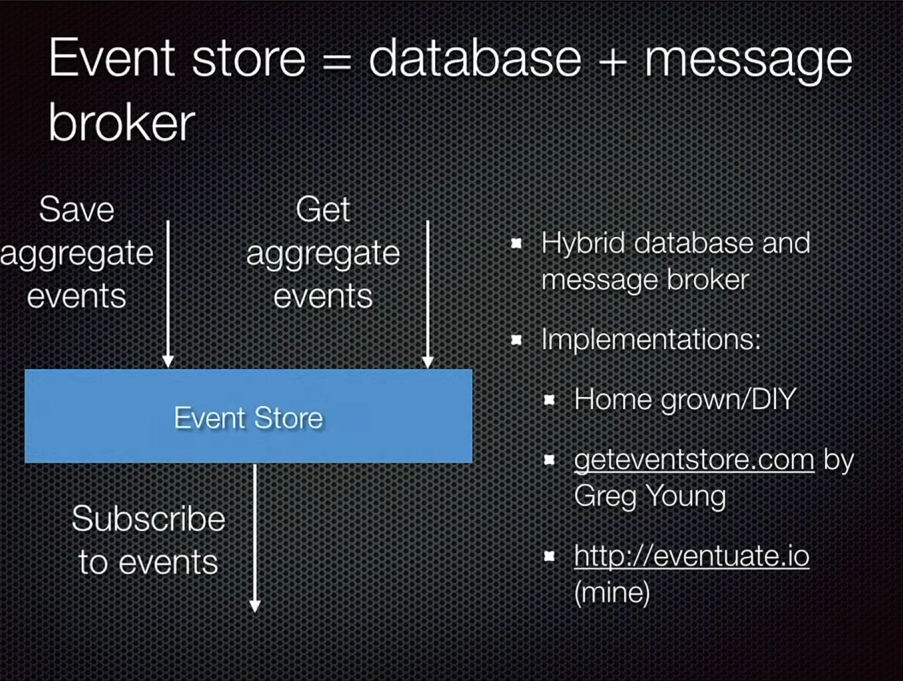 Event store = database + message
broker
Save
aggregate
events
Get
aggregate
events
Event Store
Subscribe
to events
Hybrid database and
message broker
Implementations:
Home grown/DIY
geteventstore.com by
Greg Young
http://eventuate.io
(mine)